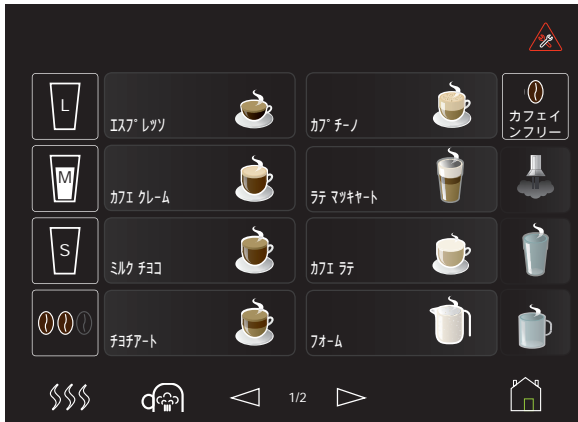 L
ｴｽﾌﾟﾚｯｿ
ｶﾌﾟﾁｰﾉ
カフェイ
ンフリー
M
ｶﾌｴ ｸﾚｰﾑ
ﾗﾃ ﾏｯｷｬｰﾄ
S
ﾐﾙｸ ﾁｮｺ
ｶﾌｴ ﾗﾃ
ﾁﾖﾁｱｰﾄ
ﾌｵｰﾑ
1/2